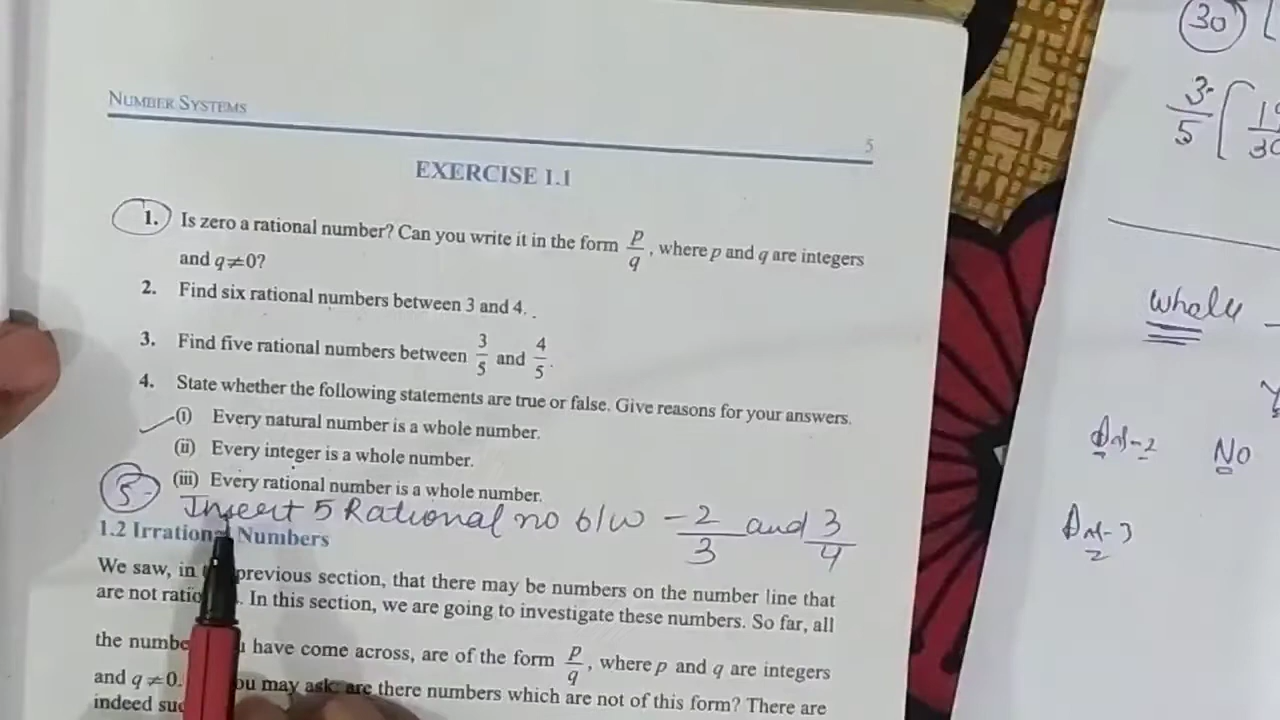 NUMBER SYSTEMS 5
EXERCISE 1.1
1. Is zero a rational number? Can you write it in the form p/q, where p and q are integers
and q≠0?
2. Find six rational numbers between 3 and 4.
3. Find five rational numbers between 3/5 and 4/5.
4. State whether the following statements are true or false. Give reasons for your answers.
(i) Every natural number is a whole number.
(ii) Every integer is a whole number.
(iii) Every rational number is a whole number.
5. Insert 5 Rational no b/w -2/3 and 3/4
1.2 Irrational Numbers
We saw, in previous section, that there may be numbers on the number line that
are not In this section, we are going to investigate these numbers. So far, all
the have come across, are of the form p/q, where p and q are integers
and q≠0. may ask: are there numbers which are not of this form? There are
indeed
30
3/5
whole
Ans-2 No
Ans-3